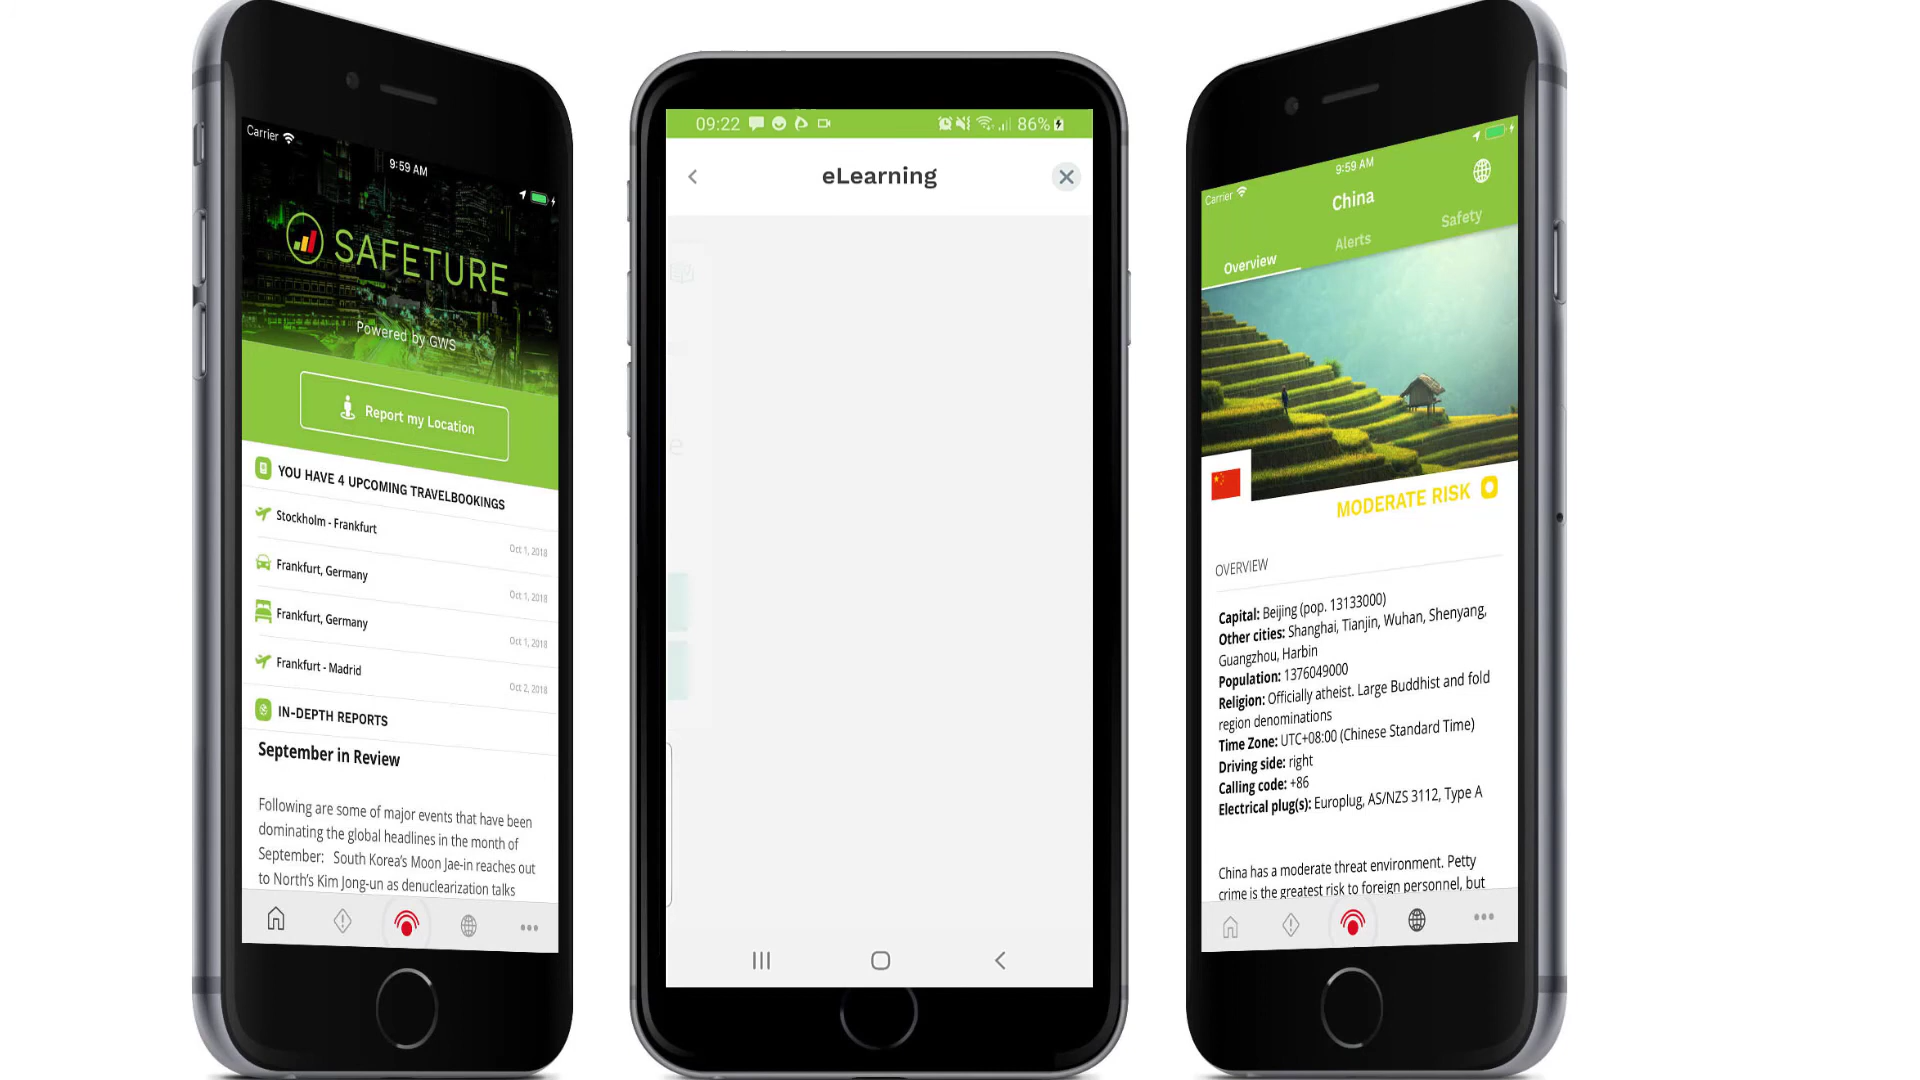 Carrier
9:59 AM
SAFETURE
Powered by GWS
Report my Location
YOU HAVE 4 UPCOMING TRAVELBOOKINGS
Stockholm - Frankfurt
Oct 1, 2018
Frankfurt, Germany
Oct 1, 2018
Frankfurt, Germany
Oct 1, 2018
Frankfurt - Madrid
Oct 2, 2018
IN-DEPTH REPORTS
September in Review
Following are some of major events that have been
dominating the global headlines in the month of
September: South Korea's Moon Jae-in reaches out
to North's Kim Jong-un as denuclearization talks
09:22
86%
eLearning
e
Carrier
9:59 AM
China
Overview
Alerts
Safety
MODERATE RISK
OVERVIEW
Capital: Beijing (pop. 13133000)
Other cities: Shanghai, Tianjin, Wuhan, Shenyang,
Guangzhou, Harbin
Population: 1376049000
Religion: Officially atheist. Large Buddhist and fold
region denominations
Time Zone: UTC+08:00 (Chinese Standard Time)
Driving side: right
Calling code: +86
Electrical plug(s): Europlug, AS/NZS 3112, Type A
China has a moderate threat environment. Petty
crime is the greatest risk to foreign personnel, but